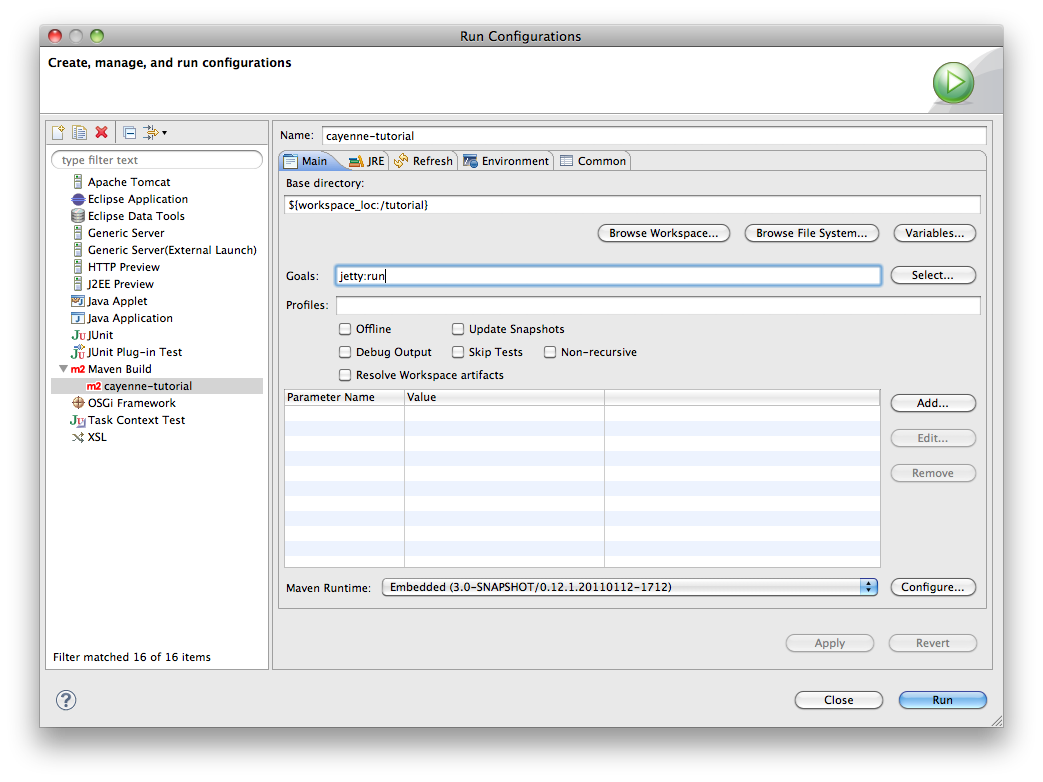 Run Configurations
Create, manage, and run configurations
type filter text
Apache Tomcat
Eclipse Application
Eclipse Data Tools
Generic Server
Generic Server(External Launch)
HTTP Preview
J2EE Preview
Java Applet
Java Application
Ju JUnit
Jü JUnit Plug-in Test
m2 Maven Build
m2 cayenne-tutorial
OSGi Framework
Ju Task Context Test
XSL
Filter matched 16 of 16 items
Name: cayenne-tutorial
Main JRE Refresh Environment Common
Base directory:
${workspace_loc:/tutorial}
Browse Workspace... Browse File System... Variables...
Goals: jetty:run Select...
Profiles:
Offline Update Snapshots
Debug Output Skip Tests Non-recursive
Resolve Workspace artifacts
Parameter Name Value
Add...
Edit...
Remove
Maven Runtime: Embedded (3.0-SNAPSHOT/0.12.1.20110112-1712) Configure...
Apply Revert
? Close Run